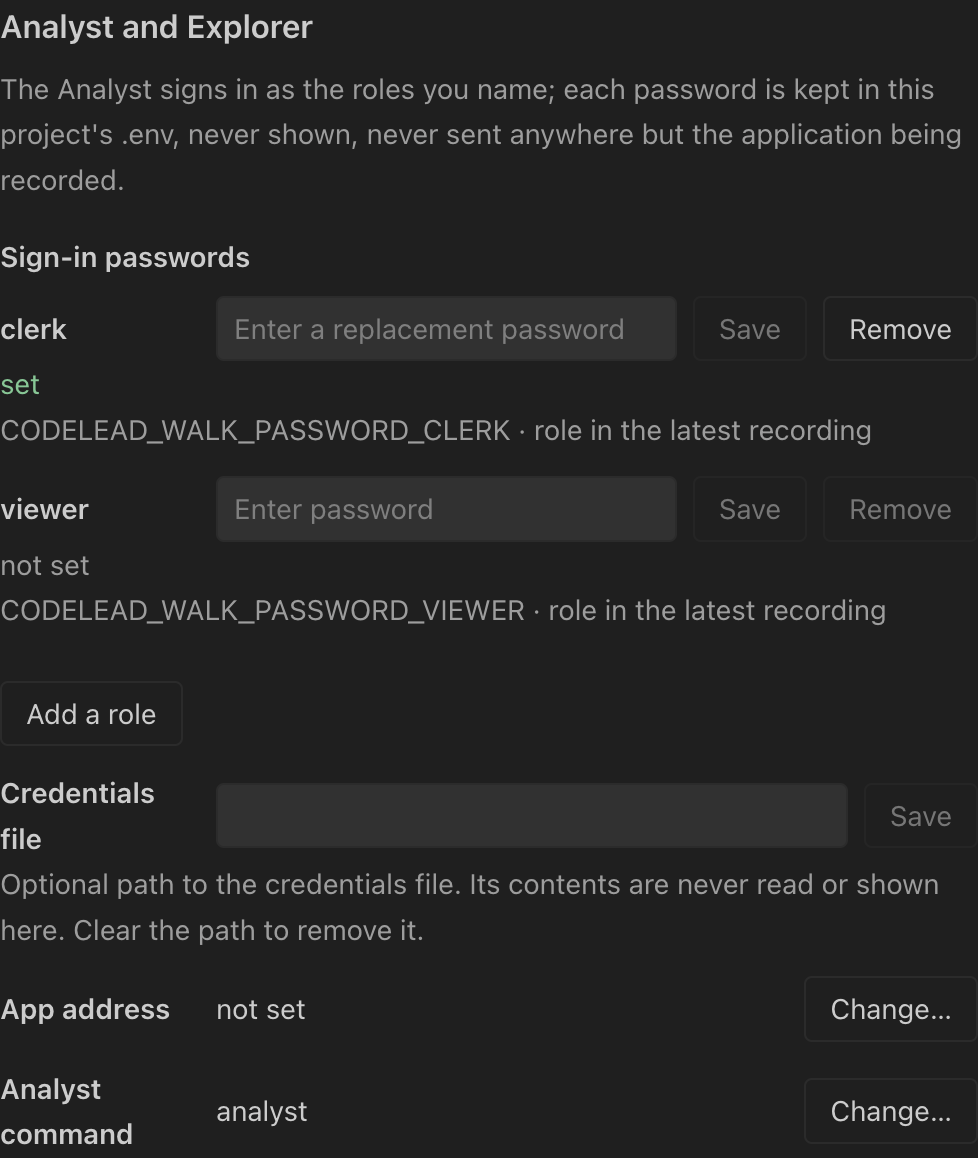 Analyst and Explorer
The Analyst signs in as the roles you name; each password is kept in this
project's .env, never shown, never sent anywhere but the application being
recorded.
Sign-in passwords
clerk Enter a replacement password Save Remove
set
CODELEAD_WALK_PASSWORD_CLERK · role in the latest recording
viewer Enter password Save Remove
not set
CODELEAD_WALK_PASSWORD_VIEWER · role in the latest recording
Add a role
Credentials
file Save
Optional path to the credentials file. Its contents are never read or shown
here. Clear the path to remove it.
App address not set Change...
Analyst
command analyst Change...